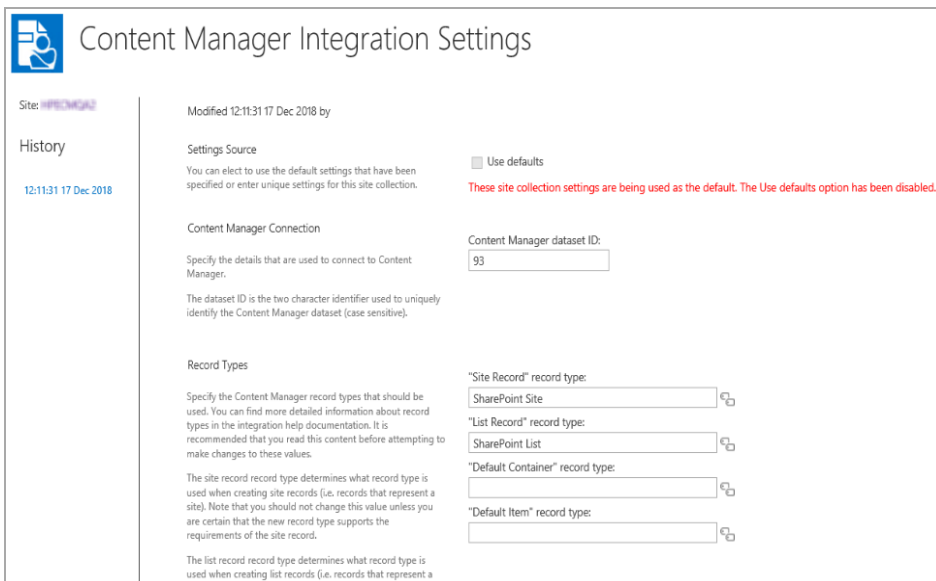 Content Manager Integration Settings
Site:
History
12:11:31 17 Dec 2018
Modified 12:11:31 17 Dec 2018 by
Settings Source
You can elect to use the default settings that have been
specified or enter unique settings for this site collection.
Use defaults
These site collection settings are being used as the default. The Use defaults option has been disabled.
Content Manager Connection
Specify the details that are used to connect to Content
Manager.
The dataset ID is the two character identifier used to uniquely
identify the Content Manager dataset (case sensitive).
Content Manager dataset ID:
93
Record Types
Specify the Content Manager record types that should be
used. You can find more detailed information about record
types in the integration help documentation. It is
recommended that you read this content before attempting to
make changes to these values.
The site record record type determines what record type is
used when creating site records (i.e. records that represent a
site). Note that you should not change this value unless you
are certain that the new record type supports the
requirements of the site record.
The list record record type determines what record type is
used when creating list records (i.e. records that represent a
"Site Record" record type:
SharePoint Site
"List Record" record type:
SharePoint List
"Default Container" record type:
"Default Item" record type: